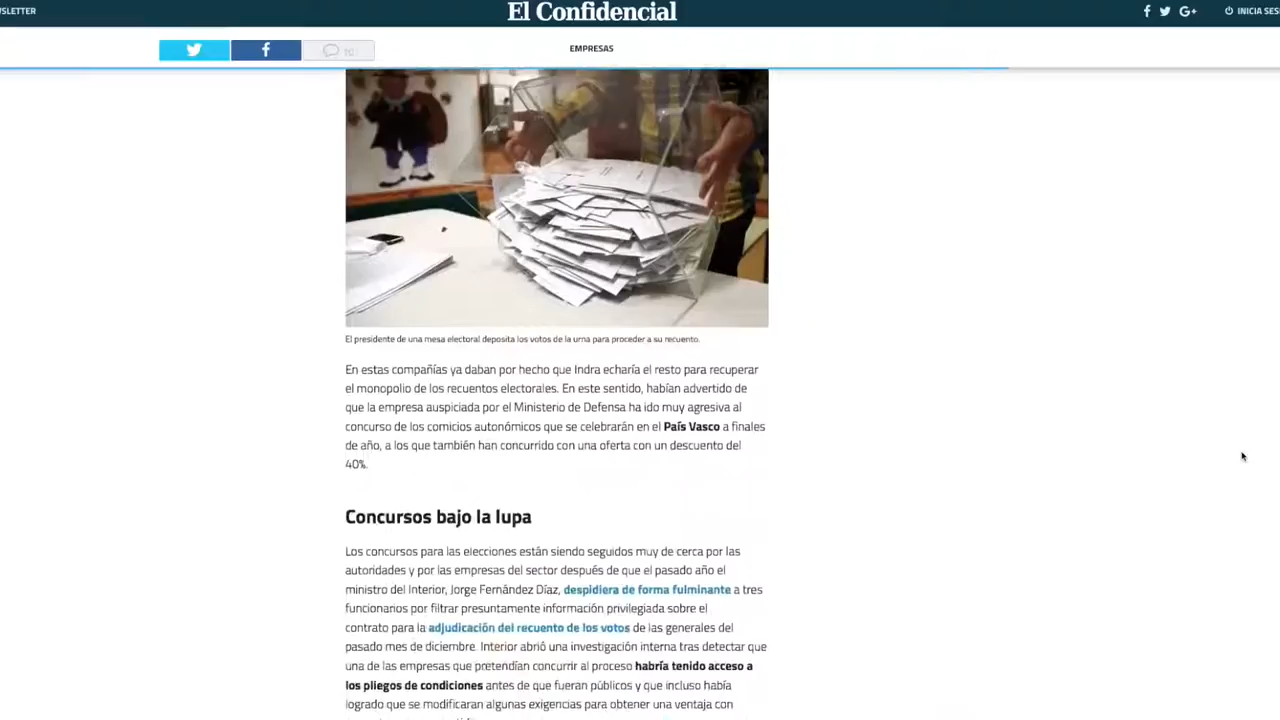 WSLETTER
El Confidencial
INICIA SES
10
EMPRESAS
El presidente de una mesa electoral deposita los votos de la urna para proceder a su recuento.
En estas compañías ya daban por hecho que Indra echaría el resto para recuperar
el monopolio de los recuentos electorales. En este sentido, habían advertido de
que la empresa auspiciada por el Ministerio de Defensa ha ido muy agresiva al
concurso de los comicios autonómicos que se celebrarán en el País Vasco a finales
de año, a los que también han concurrido con una oferta con un descuento del
40%.
Concursos bajo la lupa
Los concursos para las elecciones están siendo seguidos muy de cerca por las
autoridades y por las empresas del sector después de que el pasado año el
ministro del Interior, Jorge Fernández Díaz, despidiera de forma fulminante a tres
funcionarios por filtrar presuntamente información privilegiada sobre el
contrato para la adjudicación del recuento de los votos de las generales del
pasado mes de diciembre. Interior abrió una investigación interna tras detectar que
una de las empresas que pretendían concurrir al proceso habría tenido acceso a
los pliegos de condiciones antes de que fueran públicos y que incluso había
logrado que se modificaran algunas exigencias para obtener una ventaja con